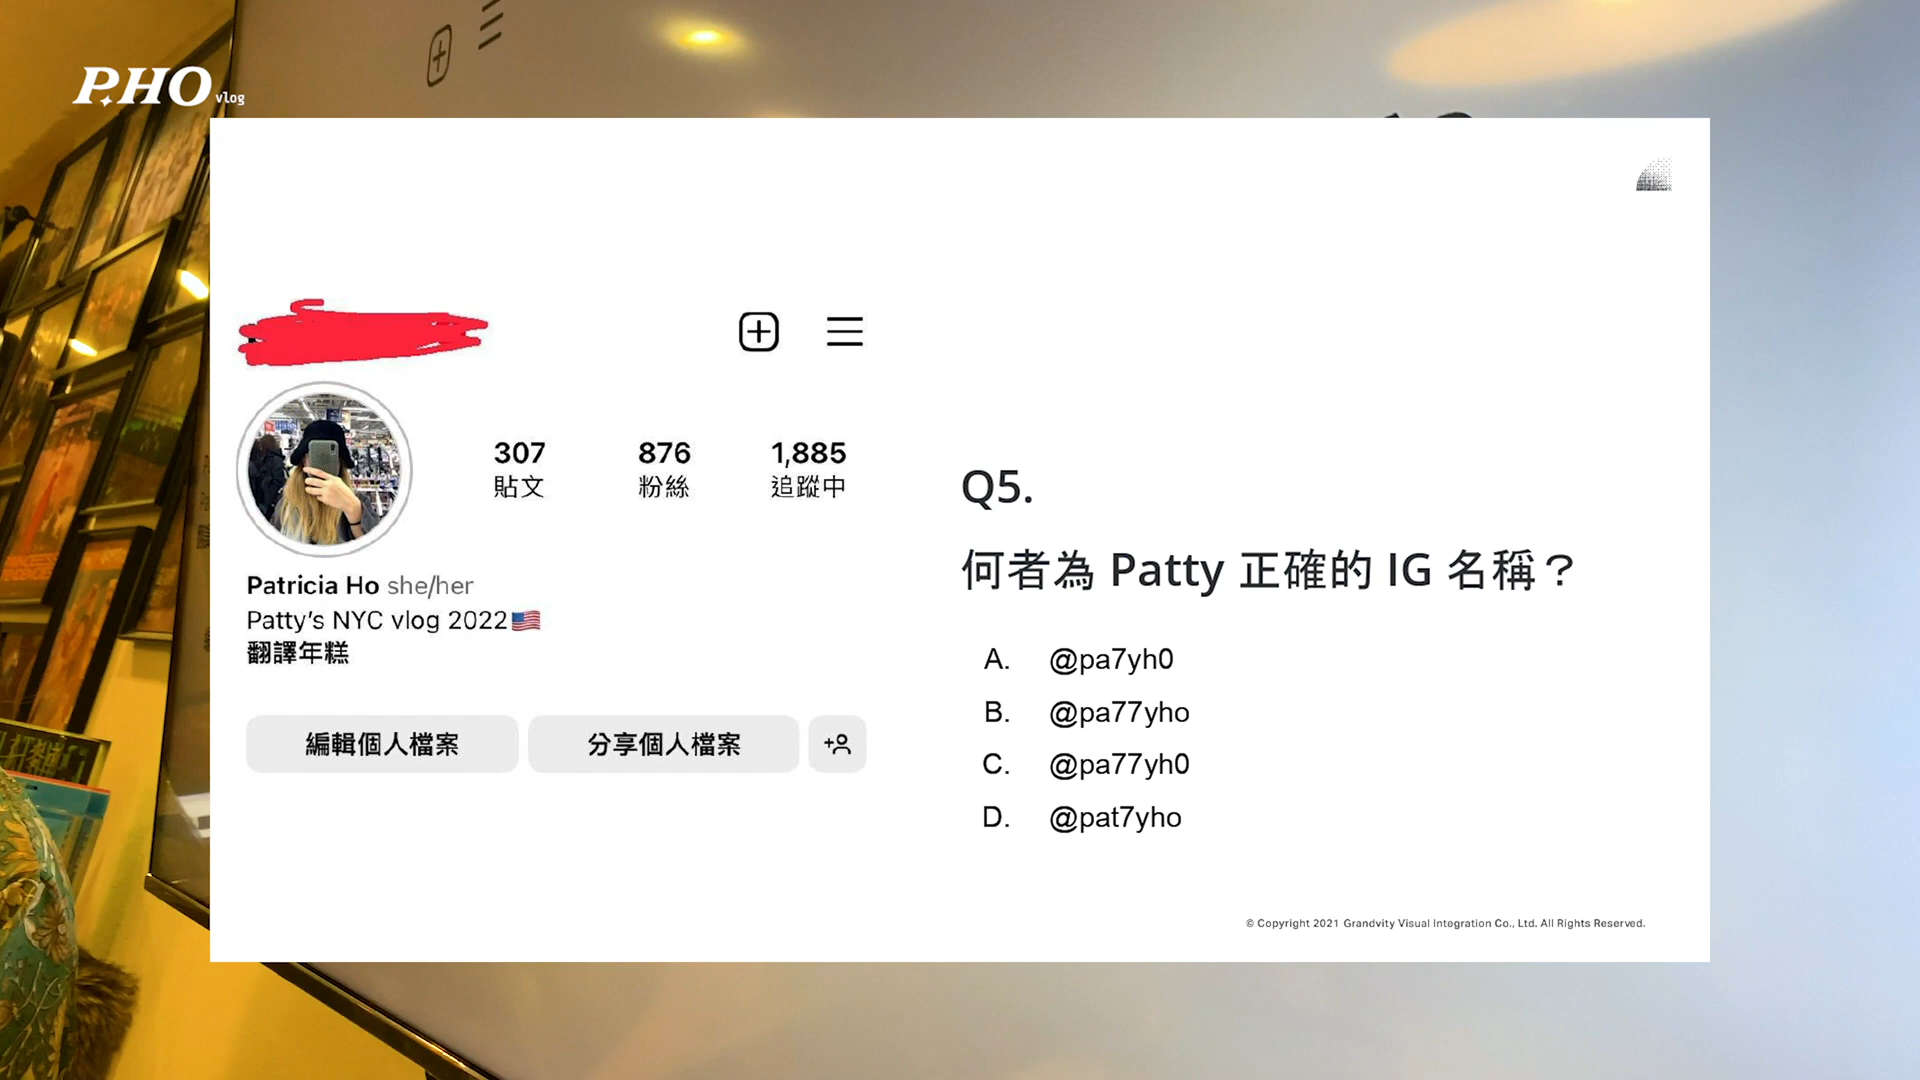 PHO vlog
307
貼文
876
粉絲
1,885
追蹤中
Patricia Ho she/her
Patty’s NYC vlog 2022🇺🇸
翻譯年糕
編輯個人檔案
分享個人檔案
Q5.
何者為 Patty 正確的 IG 名稱？
A. @pa7yh0
B. @pa77yho
C. @pa77yh0
D. @pat7yho
© Copyright 2021 Grandvity Visual Integration Co., Ltd. All Rights Reserved.